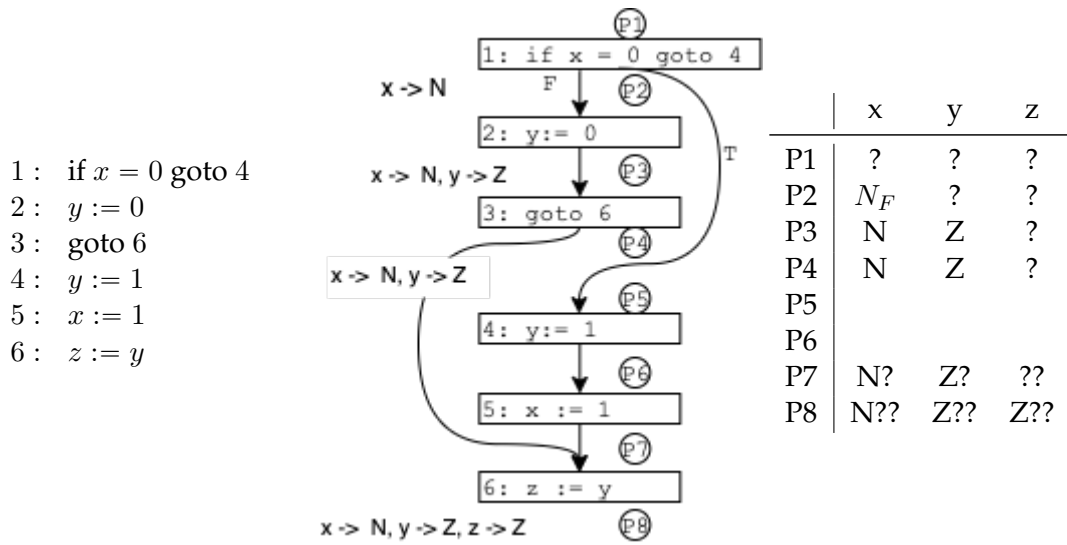 1 : if x = 0 goto 4
2 : y := 0
3 : goto 6
4 : y := 1
5 : x := 1
6 : z := y
P1
1: if x = 0 goto 4
F
P2
x -> N
T
2: y:= 0
P3
x -> N, y -> Z
3: goto 6
P4
x -> N, y -> Z
P5
4: y:= 1
P6
5: x := 1
P7
6: z := y
P8
x -> N, y -> Z, z -> Z
x y z
P1 ? ? ?
P2 N_F ? ?
P3 N Z ?
P4 N Z ?
P5
P6
P7 N? Z? ??
P8 N?? Z?? Z??